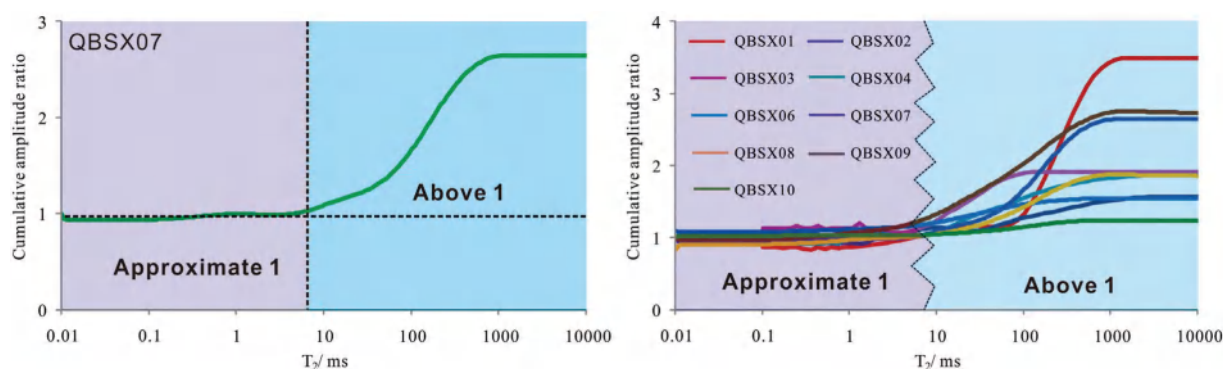 QBSX07
Cumulative amplitude ratio
3
2
1
0
Approximate 1
Above 1
0.01 0.1 1 10 100 1000 10000
T2/ ms
Cumulative amplitude ratio
4
3
2
1
0
QBSX01 QBSX02
QBSX03 QBSX04
QBSX06 QBSX07
QBSX08 QBSX09
QBSX10
Approximate 1
Above 1
0.01 0.1 1 10 100 1000 10000
T2/ ms